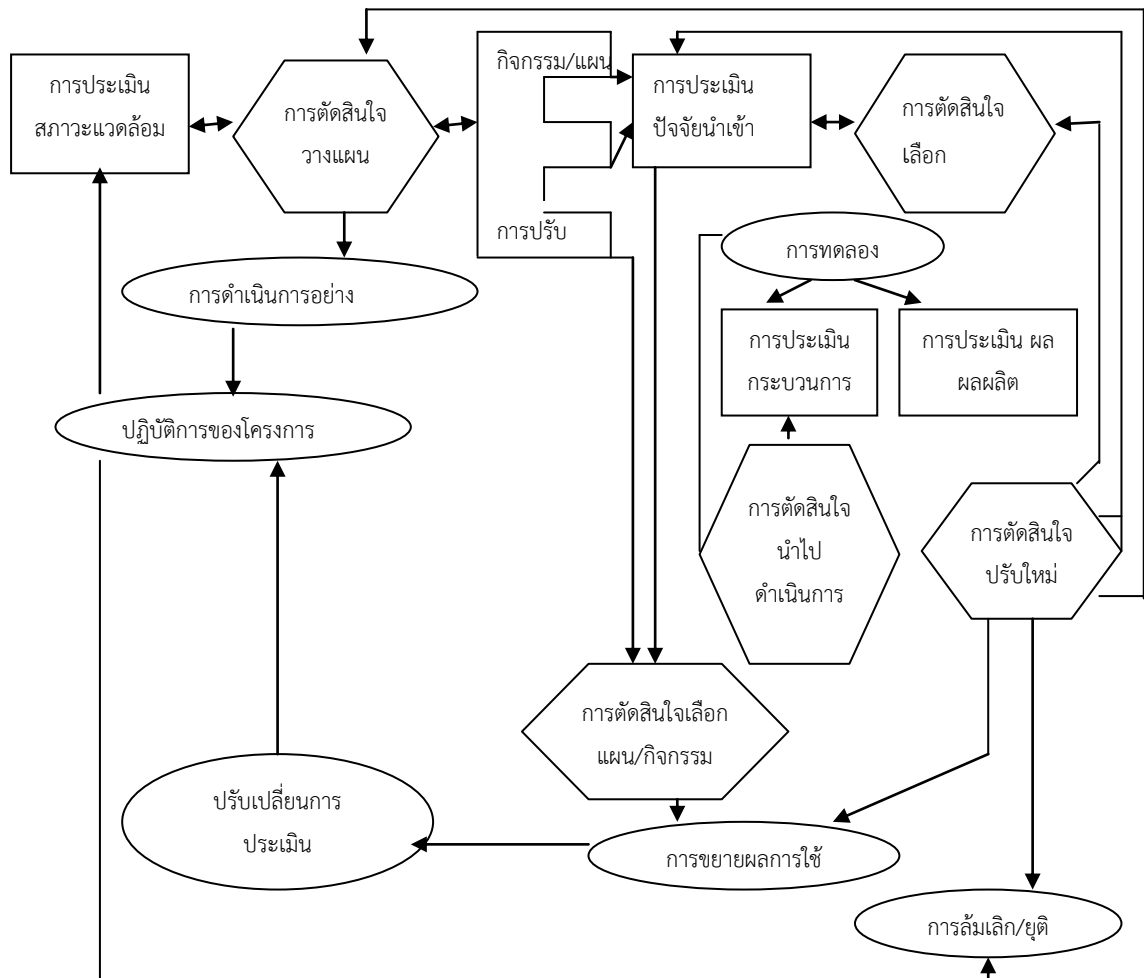 การประเมิน
สภาวะแวดล้อม
การตัดสินใจ
วางแผน
กิจกรรม/แผน
การปรับ
การประเมิน
ปัจจัยนำเข้า
การตัดสินใจ
เลือก
การทดลอง
การดำเนินการอย่าง
การประเมิน
กระบวนการ
การประเมิน ผล
ผลผลิต
ปฏิบัติการของโครงการ
การตัดสินใจ
นำไป
ดำเนินการ
การตัดสินใจ
ปรับใหม่
การตัดสินใจเลือก
แผน/กิจกรรม
ปรับเปลี่ยนการ
ประเมิน
การขยายผลการใช้
การล้มเลิก/ยุติ